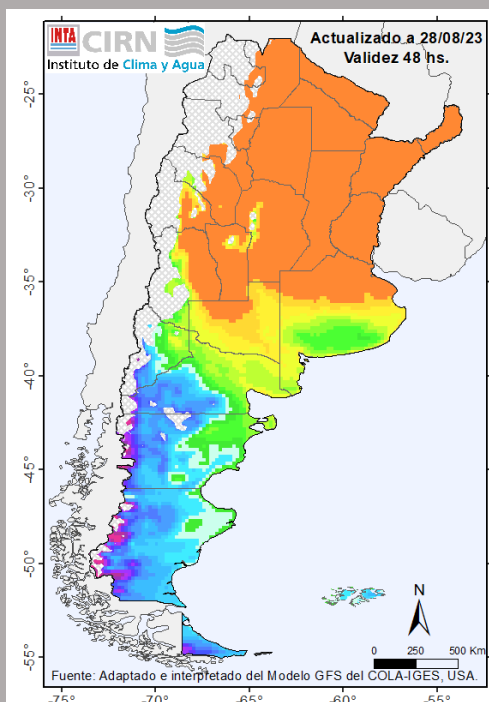 INTA CIRN
Instituto de Clima y Agua
Actualizado a 28/08/23
Validez 48 hs.
-25°
-30°
-35°
-40°
-45°
-50°
-55°
N
0 250 500 Km
Fuente: Adaptado e interpretado del Modelo GFS del COLA-IGES, USA.
-75° -70° -65° -60° -55°